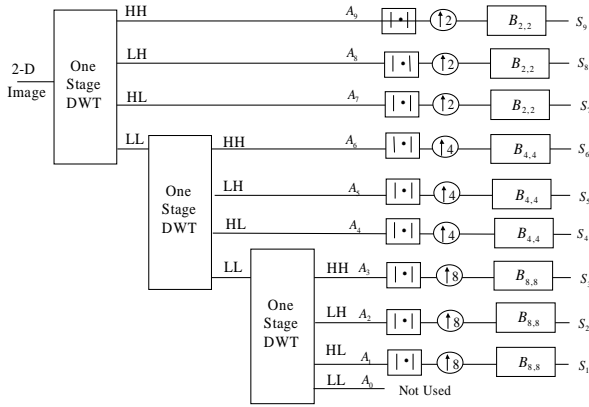 HH A₉ |•| ↑2 B₂,₂ S₉
2-D Image
One Stage DWT
LH A₈ |•| ↑2 B₂,₂ S₈
HL A₇ |•| ↑2 B₂,₂
LL
HH A₆ |•| ↑4 B₄,₄ S₆
One Stage DWT
LH A₅ |•| ↑4 B₄,₄ S₅
HL A₄ |•| ↑4 B₄,₄ S₄
LL
HH A₃ |•| ↑8 B₈,₈
One Stage DWT
LH A₂ |•| ↑8 B₈,₈ S₂
HL A₁ |•| ↑8 B₈,₈ S₁
LL A₀ Not Used